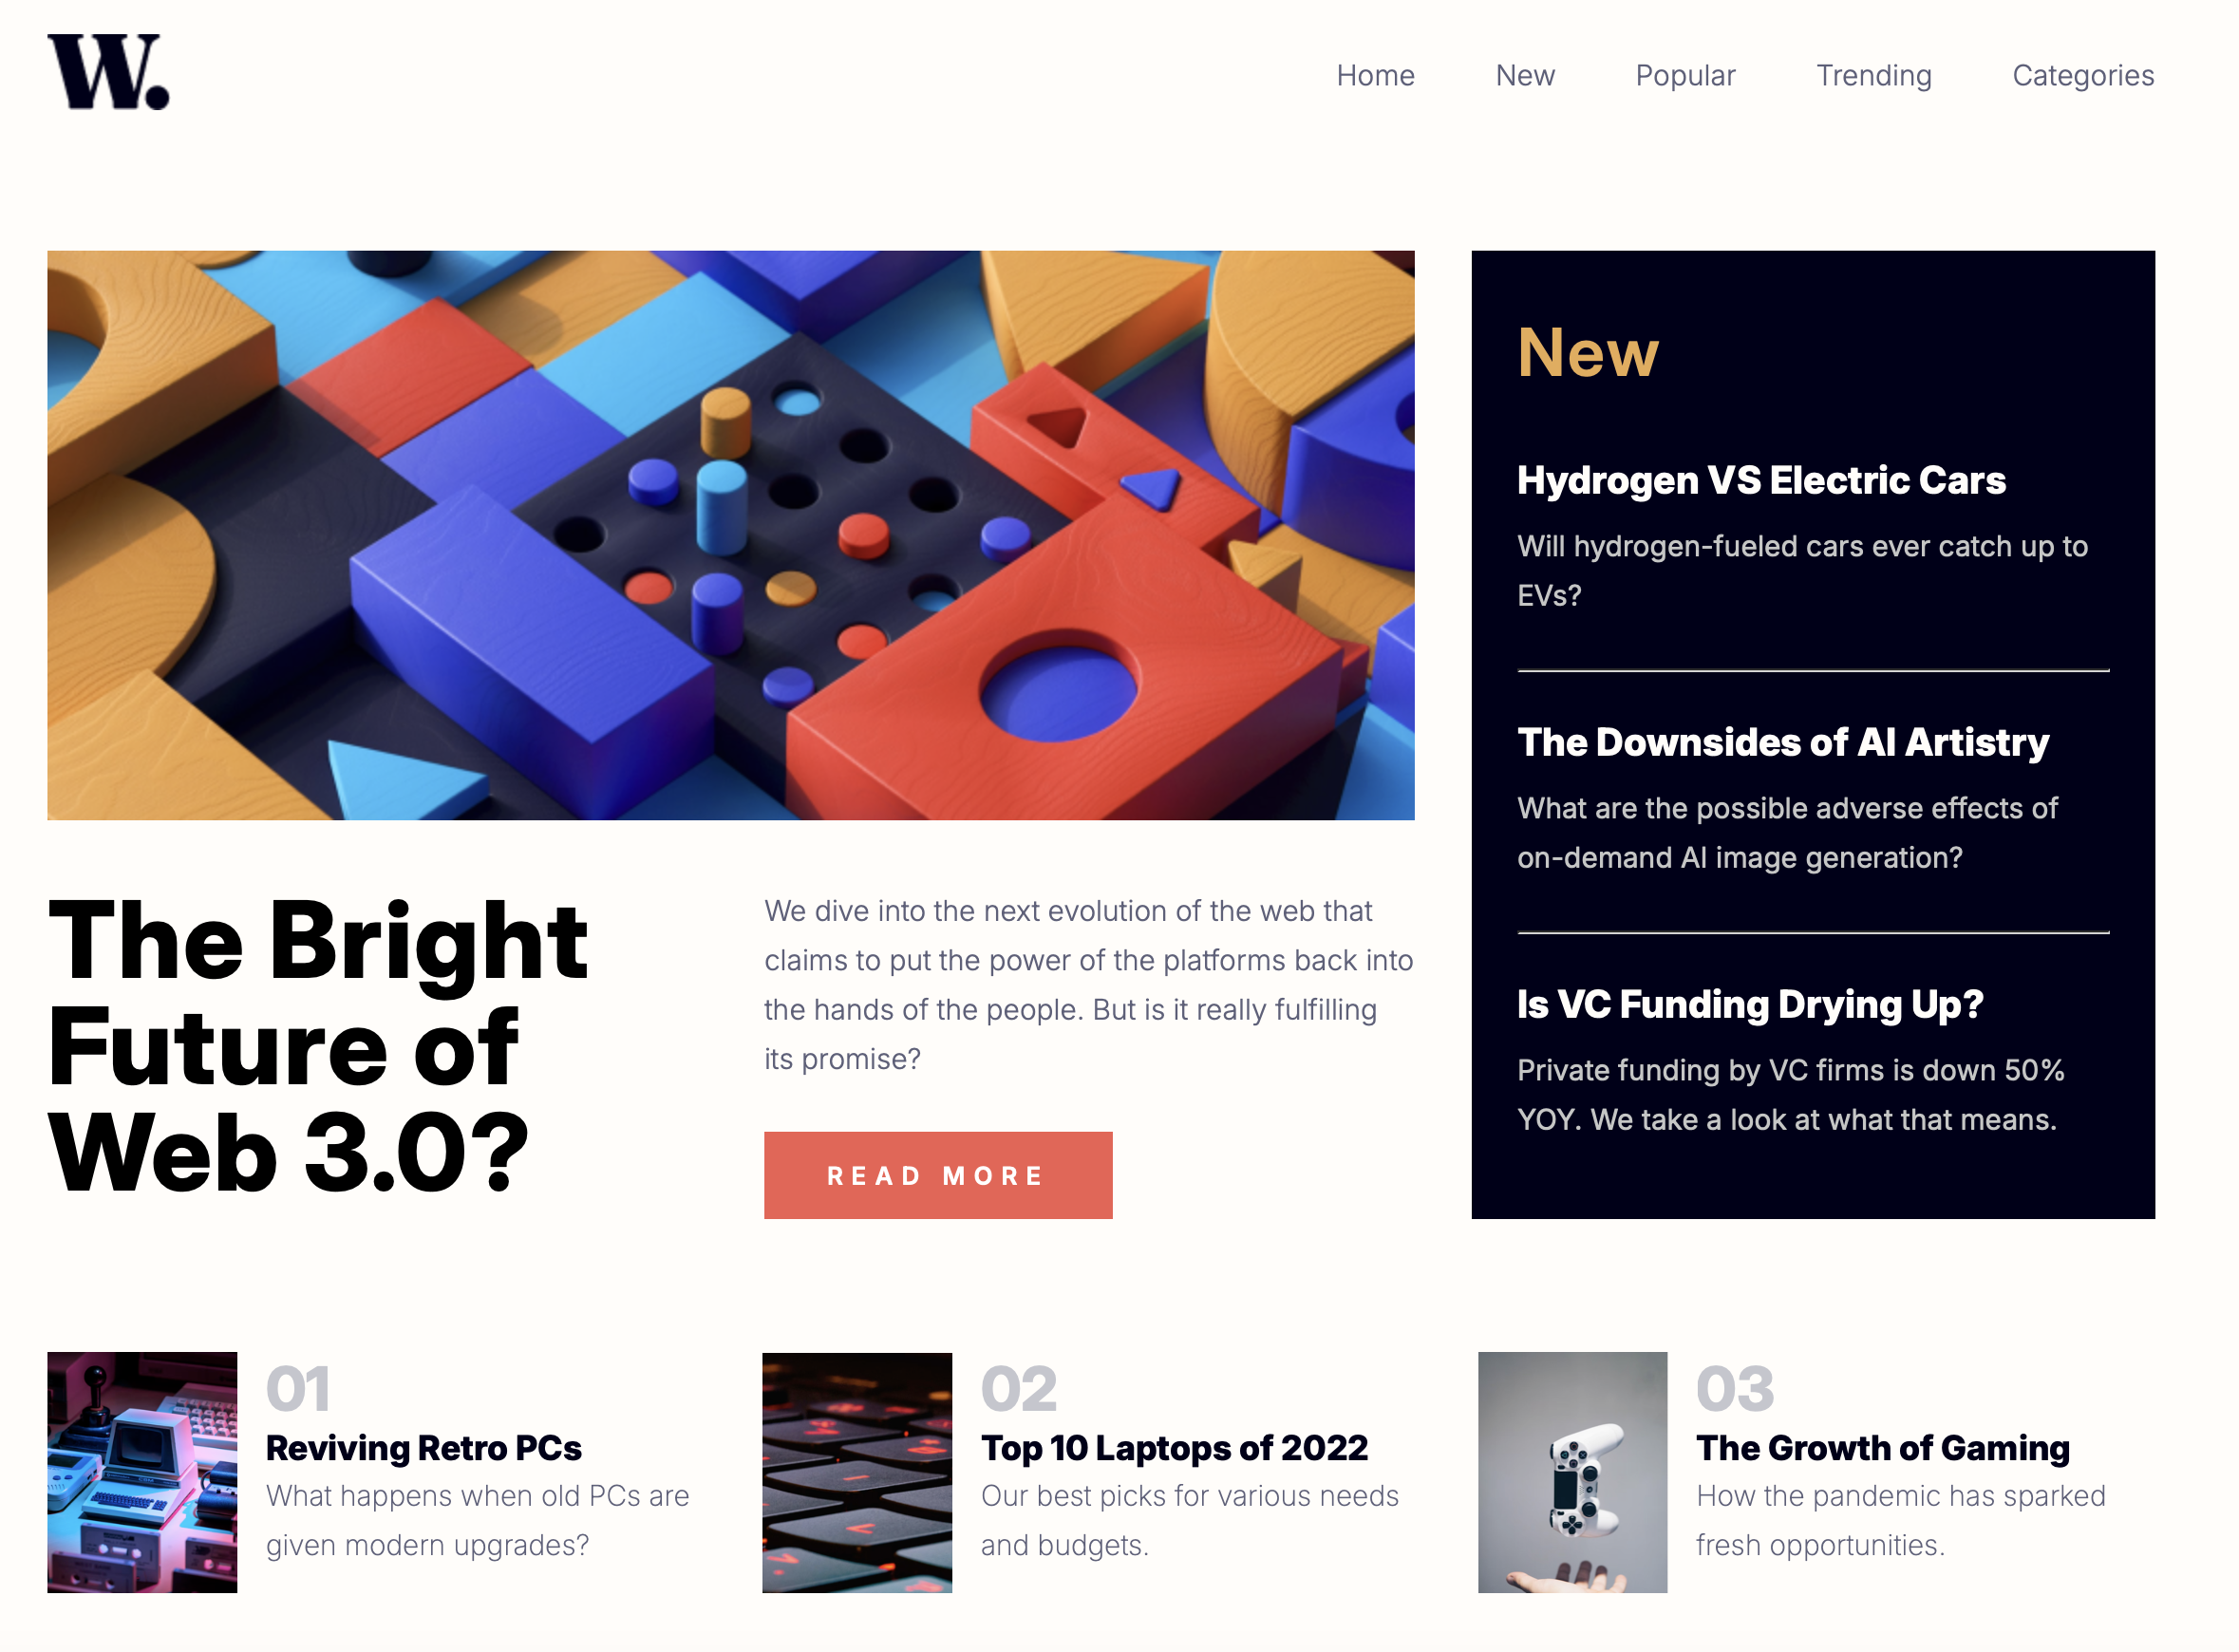 W.
Home
New
Popular
Trending
Categories
New
Hydrogen VS Electric Cars
Will hydrogen-fueled cars ever catch up to
EVs?
The Downsides of AI Artistry
What are the possible adverse effects of
on-demand AI image generation?
Is VC Funding Drying Up?
Private funding by VC firms is down 50%
YOY. We take a look at what that means.
The Bright
Future of
Web 3.0?
We dive into the next evolution of the web that
claims to put the power of the platforms back into
the hands of the people. But is it really fulfilling
its promise?
READ MORE
01
Reviving Retro PCs
What happens when old PCs are
given modern upgrades?
02
Top 10 Laptops of 2022
Our best picks for various needs
and budgets.
03
The Growth of Gaming
How the pandemic has sparked
fresh opportunities.